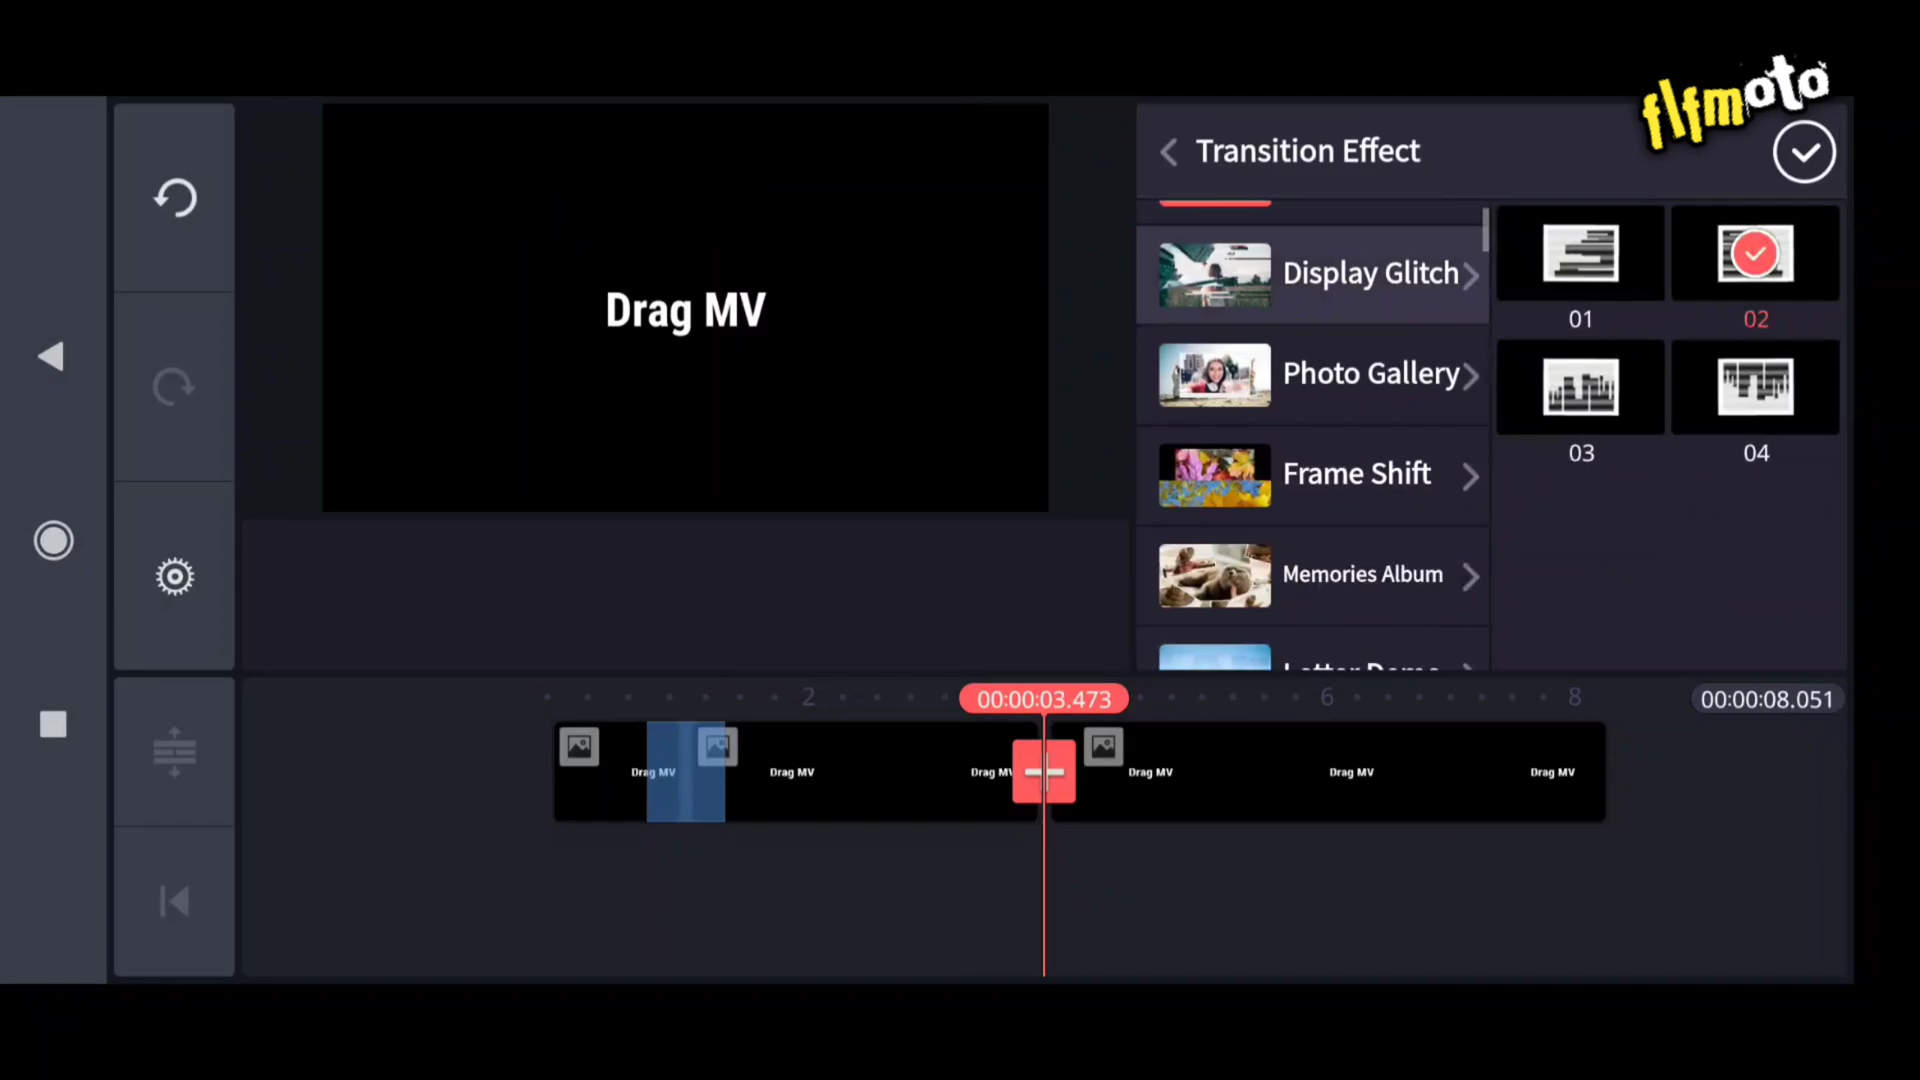 flfmoto
Transition Effect
Drag MV
Display Glitch
Photo Gallery
Frame Shift
Memories Album
01
02
03
04
2
00:00:03.473
6
8
00:00:08.051
Drag MV
Drag MV
Drag MV
Drag MV
Drag MV
Drag MV